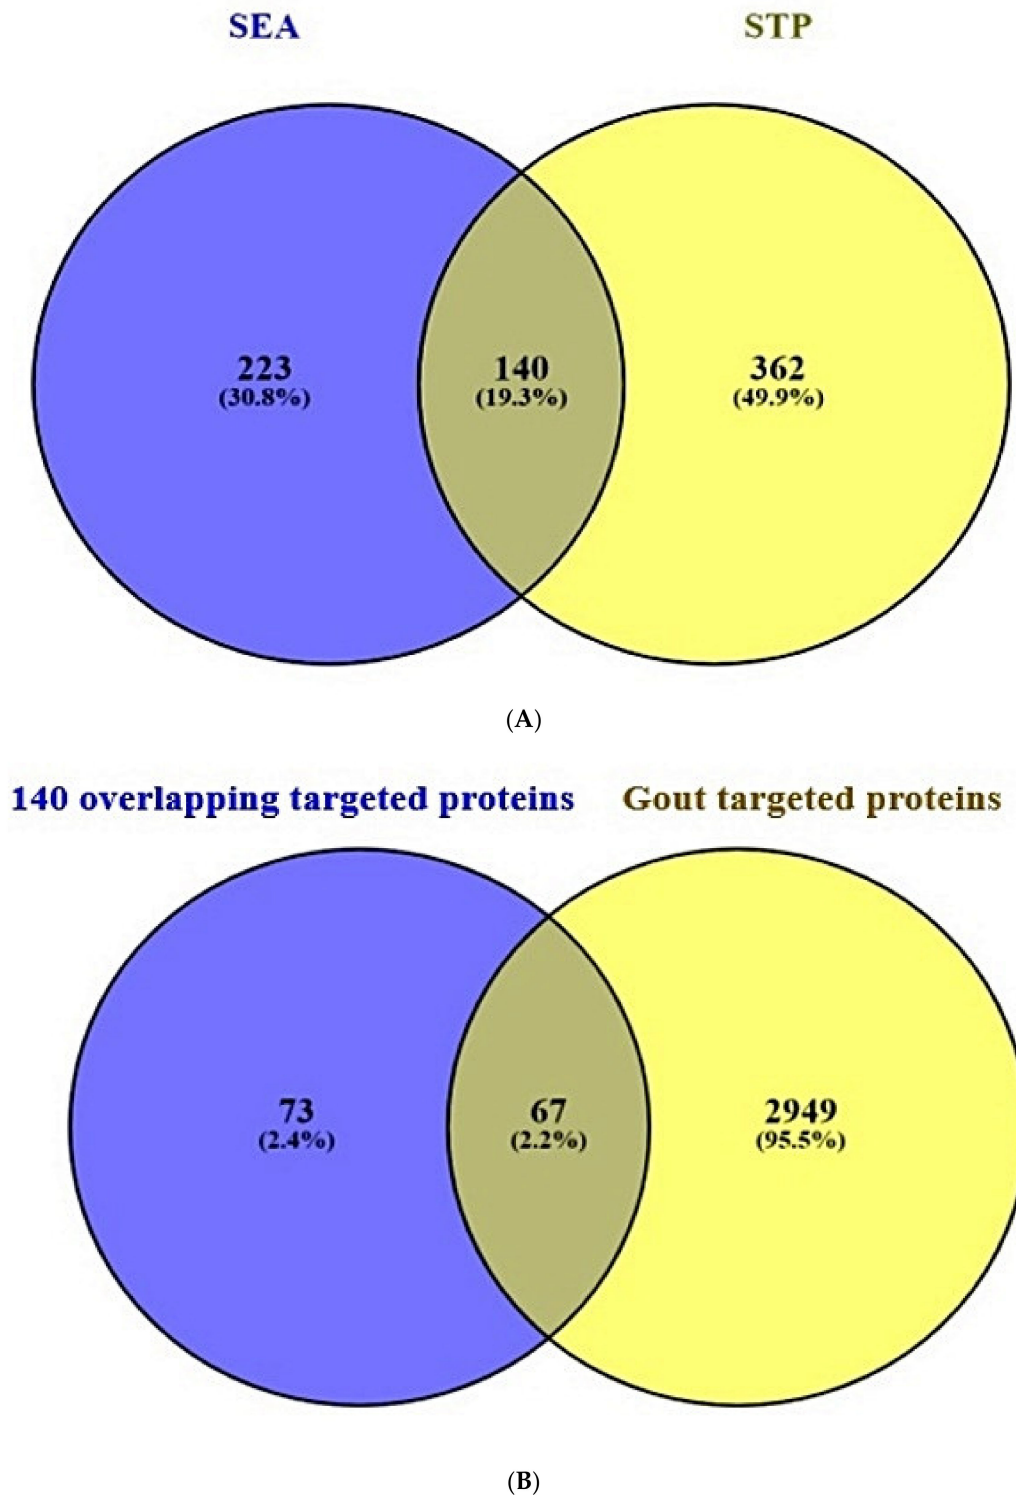 SEA STP
223 140 362
(30.8%) (19.3%) (49.9%)
(A)
140 overlapping targeted proteins Gout targeted proteins
73 67 2949
(2.4%) (2.2%) (95.5%)
(B)